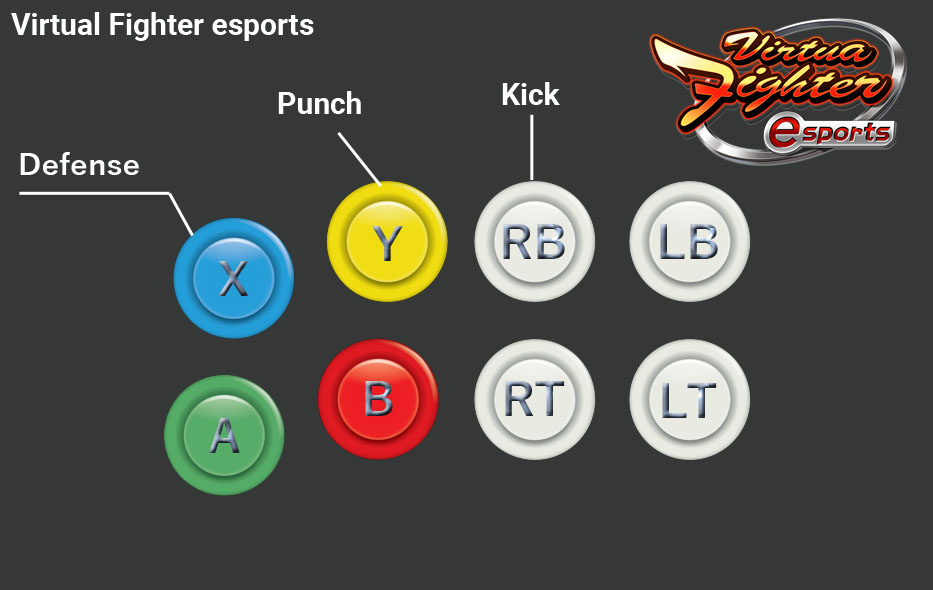 Virtual Fighter esports
Virtua
Fighter
esports
Punch
Kick
Defense
X
Y
RB
LB
A
B
RT
LT